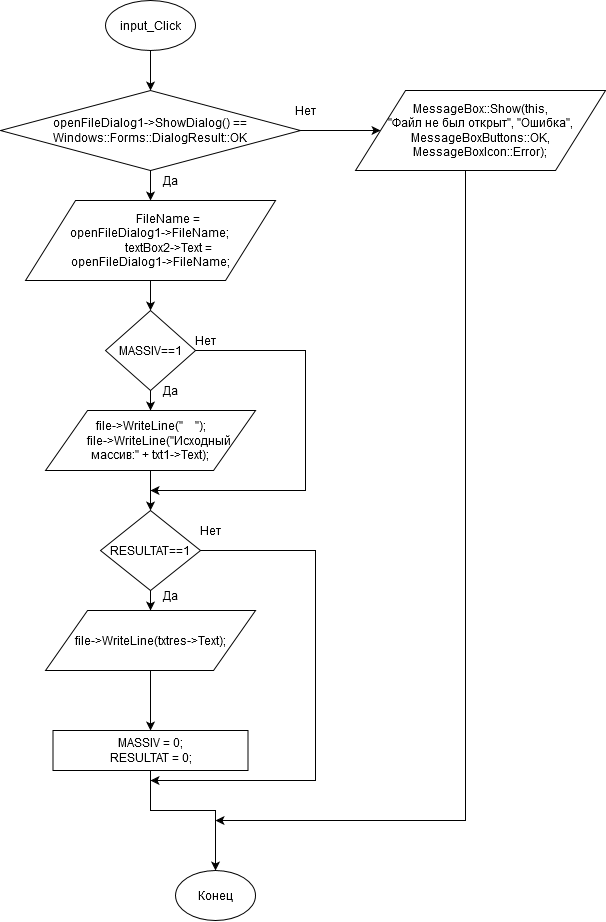 input_Click
openFileDialog1->ShowDialog() ==
Windows::Forms::DialogResult::OK
Нет
MessageBox::Show(this,
"Файл не был открыт", "Ошибка",
MessageBoxButtons::OK,
MessageBoxIcon::Error);
Да
FileName =
openFileDialog1->FileName;
textBox2->Text =
openFileDialog1->FileName;
MASSIV==1
Нет
Да
file->WriteLine("    ");
file->WriteLine("Исходный
массив:" + txt1->Text);
RESULTAT==1
Нет
Да
file->WriteLine(txtres->Text);
MASSIV = 0;
RESULTAT = 0;
Конец